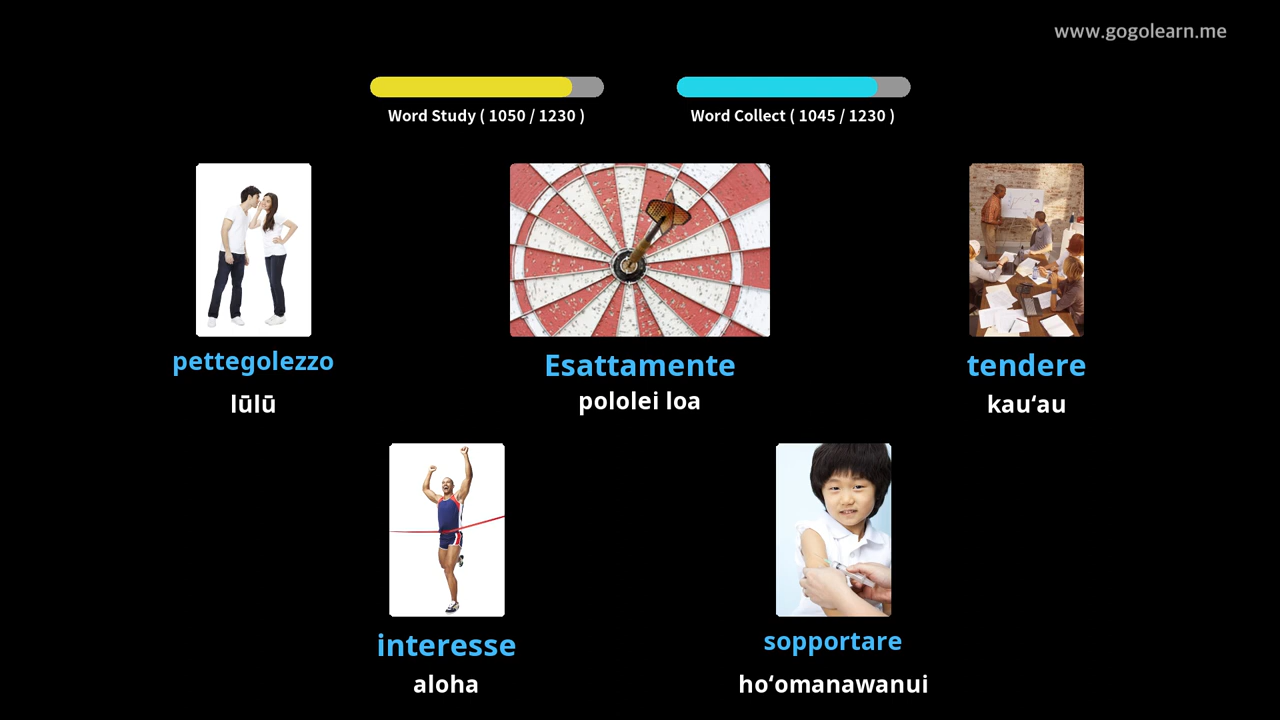 www.gogolearn.me
Word Study ( 1050 / 1230 )
Word Collect ( 1045 / 1230 )
pettegolezzo
lūlū
Esattamente
pololei loa
tendere
kauʻau
interesse
aloha
sopportare
hoʻomanawanui